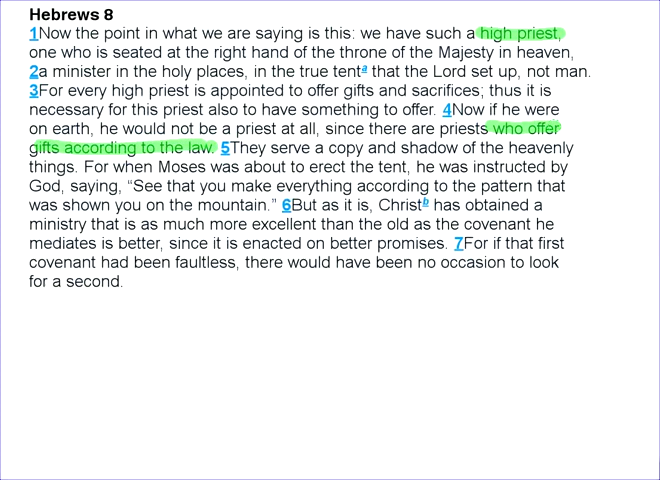 Hebrews 8
1Now the point in what we are saying is this: we have such a high priest,
one who is seated at the right hand of the throne of the Majesty in heaven,
2a minister in the holy places, in the true tentᵃ that the Lord set up, not man.
3For every high priest is appointed to offer gifts and sacrifices; thus it is
necessary for this priest also to have something to offer. 4Now if he were
on earth, he would not be a priest at all, since there are priests who offer
gifts according to the law. 5They serve a copy and shadow of the heavenly
things. For when Moses was about to erect the tent, he was instructed by
God, saying, “See that you make everything according to the pattern that
was shown you on the mountain.” 6But as it is, Christᵇ has obtained a
ministry that is as much more excellent than the old as the covenant he
mediates is better, since it is enacted on better promises. 7For if that first
covenant had been faultless, there would have been no occasion to look
for a second.